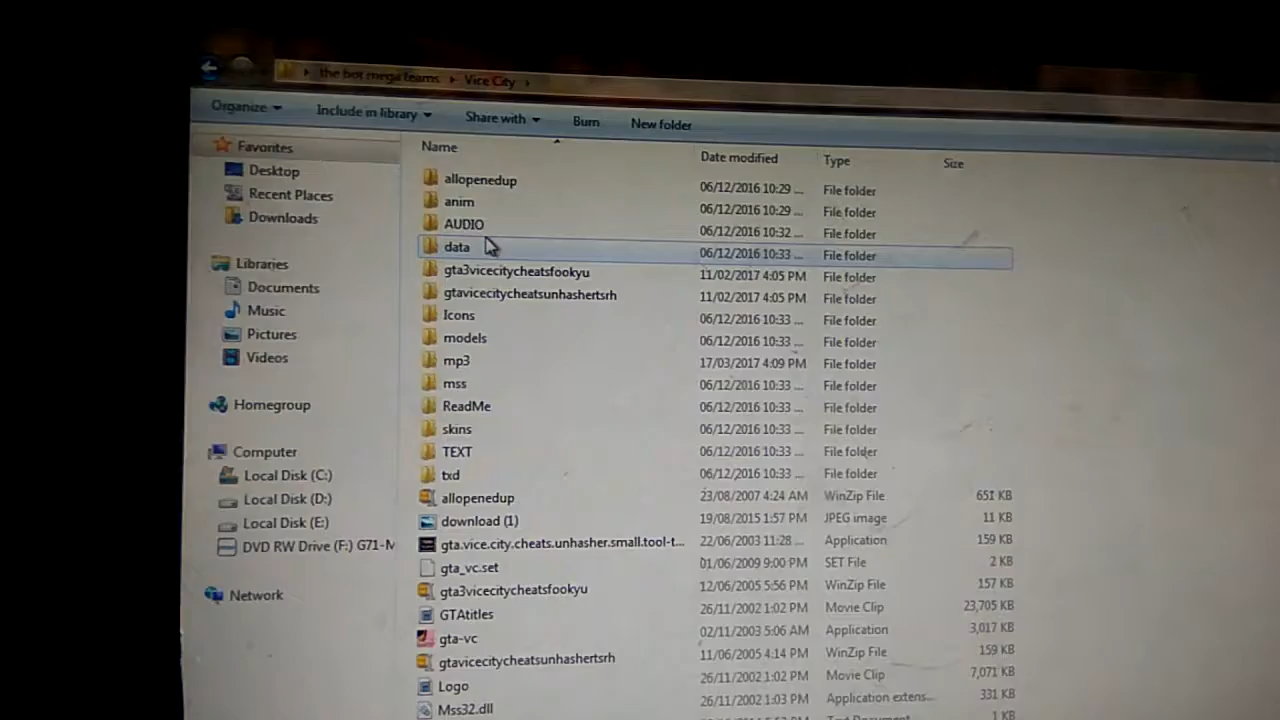 the bot mega teams ▸ Vice City ▸
Organize Include in library Share with Burn New folder
Name Date modified Type Size
Favorites
Desktop
Recent Places
Downloads
Libraries
Documents
Music
Pictures
Videos
Homegroup
Computer
Local Disk (C:)
Local Disk (D:)
Local Disk (E:)
DVD RW Drive (F:) G71-M
Network
allopenedup 06/12/2016 10:29 ... File folder
anim 06/12/2016 10:29 ... File folder
AUDIO 06/12/2016 10:32 ... File folder
data 06/12/2016 10:33 ... File folder
gta3vicecitycheatsfookyu 11/02/2017 4:05 PM File folder
gtavicecitycheatsunhashertsrh 11/02/2017 4:05 PM File folder
Icons 06/12/2016 10:33 ... File folder
models 06/12/2016 10:33 ... File folder
mp3 17/03/2017 4:09 PM File folder
mss 06/12/2016 10:33 ... File folder
ReadMe 06/12/2016 10:33 ... File folder
skins 06/12/2016 10:33 ... File folder
TEXT 06/12/2016 10:33 ... File folder
txd 06/12/2016 10:33 ... File folder
allopenedup 23/08/2007 4:24 AM WinZip File 651 KB
download (1) 19/08/2015 1:57 PM JPEG image 11 KB
gta.vice.city.cheats.unhasher.small.tool-t... 22/06/2003 11:28 ... Application 159 KB
gta_vc.set 01/06/2009 9:00 PM SET File 2 KB
gta3vicecitycheatsfookyu 12/06/2005 5:56 PM WinZip File 157 KB
GTAtitles 26/11/2002 1:02 PM Movie Clip 23,705 KB
gta-vc 02/11/2003 5:06 AM Application 3,017 KB
gtavicecitycheatsunhashertsrh 11/06/2005 4:14 PM WinZip File 159 KB
Logo 26/11/2002 1:02 PM Movie Clip 7,071 KB
Mss32.dll 26/11/2002 1:03 PM Application extens... 331 KB
1 KB